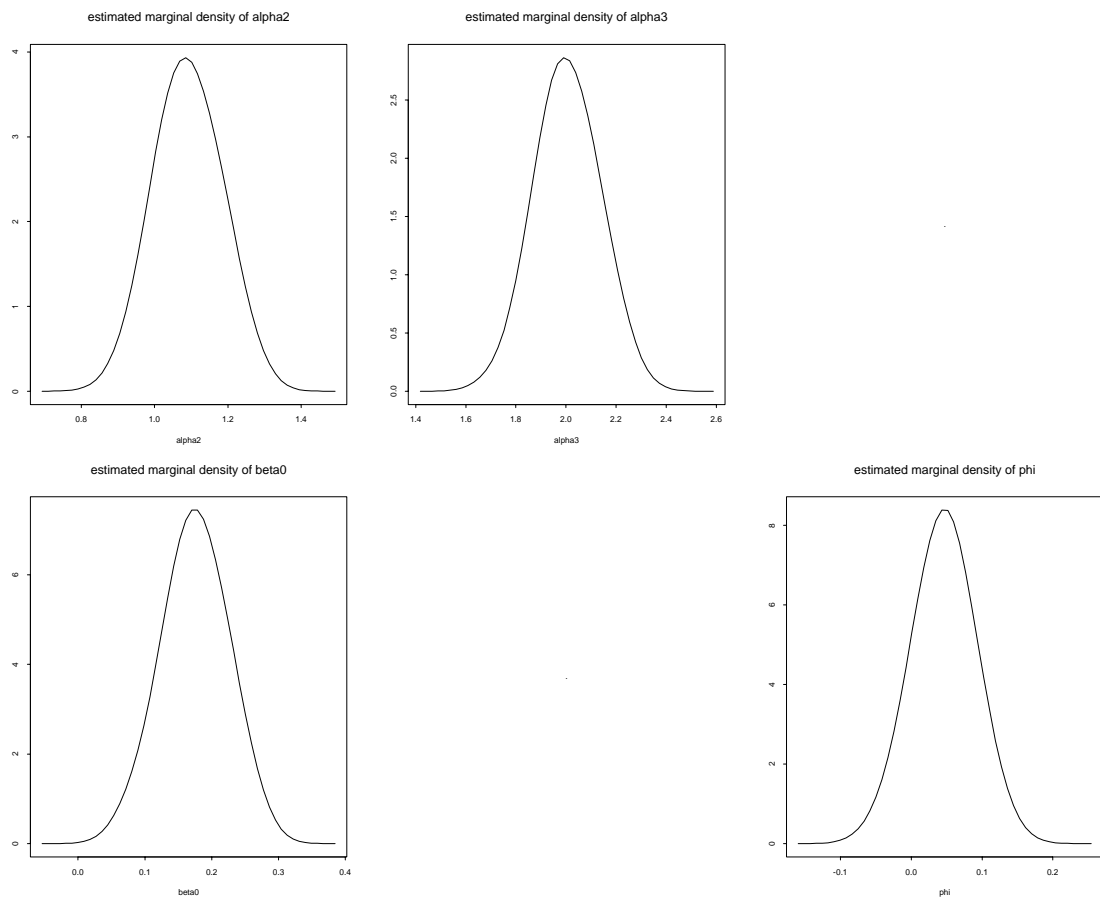 estimated marginal density of alpha2
4
3
2
1
0
0.8 1.0 1.2 1.4
alpha2
estimated marginal density of alpha3
2.5
2.0
1.5
1.0
0.5
0.0
1.4 1.6 1.8 2.0 2.2 2.4 2.6
alpha3
estimated marginal density of beta0
6
4
2
0
0.0 0.1 0.2 0.3 0.4
beta0
estimated marginal density of phi
8
6
4
2
0
-0.1 0.0 0.1 0.2
phi